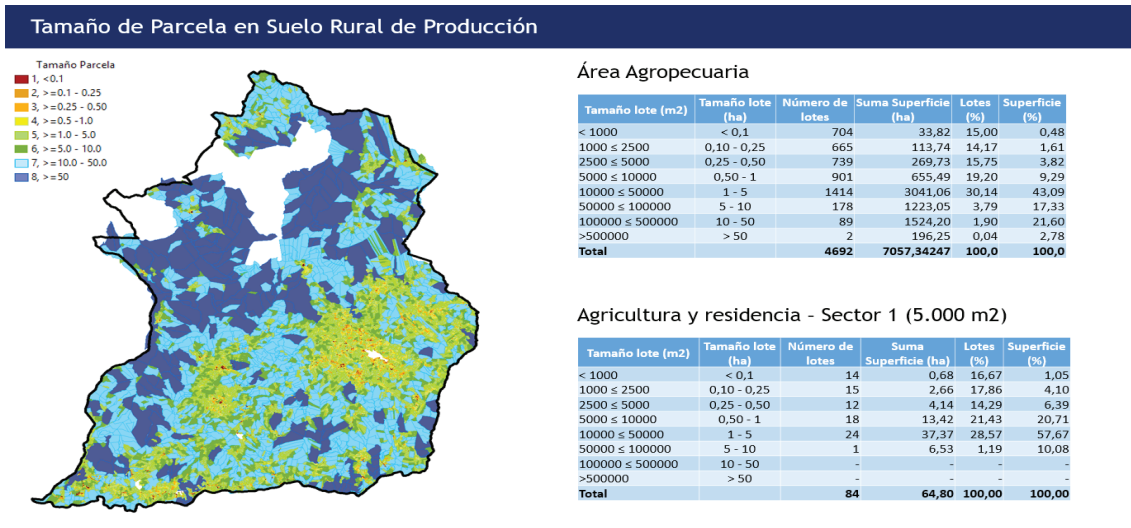 Tamaño de Parcela en Suelo Rural de Producción
Tamaño Parcela
1, <0.1
2, >=0.1 - 0.25
3, >=0.25 - 0.50
4, >=0.5 -1.0
5, >=1.0 - 5.0
6, >=5.0 - 10.0
7, >=10.0 - 50.0
8, >=50
Área Agropecuaria
Tamaño lote (m2) Tamaño lote (ha) Número de lotes Suma Superficie (ha) Lotes (%) Superficie (%)
< 1000 < 0,1 704 33,82 15,00 0,48
1000 ≤ 2500 0,10 - 0,25 665 113,74 14,17 1,61
2500 ≤ 5000 0,25 - 0,50 739 269,73 15,75 3,82
5000 ≤ 10000 0,50 - 1 901 655,49 19,20 9,29
10000 ≤ 50000 1 - 5 1414 3041,06 30,14 43,09
50000 ≤ 100000 5 - 10 178 1223,05 3,79 17,33
100000 ≤ 500000 10 - 50 89 1524,20 1,90 21,60
>500000 > 50 2 196,25 0,04 2,78
Total 4692 7057,34247 100,0 100,0
Agricultura y residencia - Sector 1 (5.000 m2)
Tamaño lote (m2) Tamaño lote (ha) Número de lotes Suma Superficie (ha) Lotes (%) Superficie (%)
< 1000 < 0,1 14 0,68 16,67 1,05
1000 ≤ 2500 0,10 - 0,25 15 2,66 17,86 4,10
2500 ≤ 5000 0,25 - 0,50 12 4,14 14,29 6,39
5000 ≤ 10000 0,50 - 1 18 13,42 21,43 20,71
10000 ≤ 50000 1 - 5 24 37,37 28,57 57,67
50000 ≤ 100000 5 - 10 1 6,53 1,19 10,08
100000 ≤ 500000 10 - 50 - - - -
>500000 > 50 - - - -
Total 84 64,80 100,00 100,00